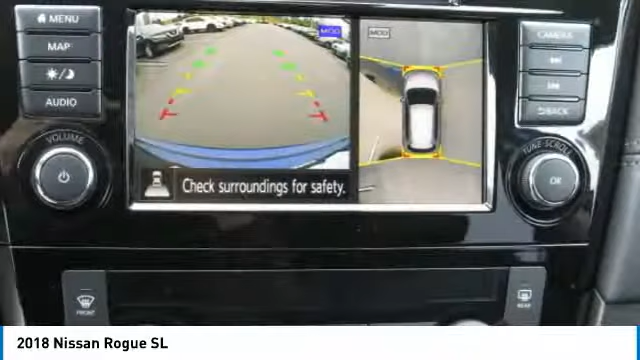 MENU
MAP
AUDIO
VOLUME
MOD
MOD
Check surroundings for safety.
CAMERA
BACK
TUNE·SCROLL
OK
FRONT
REAR
2018 Nissan Rogue SL